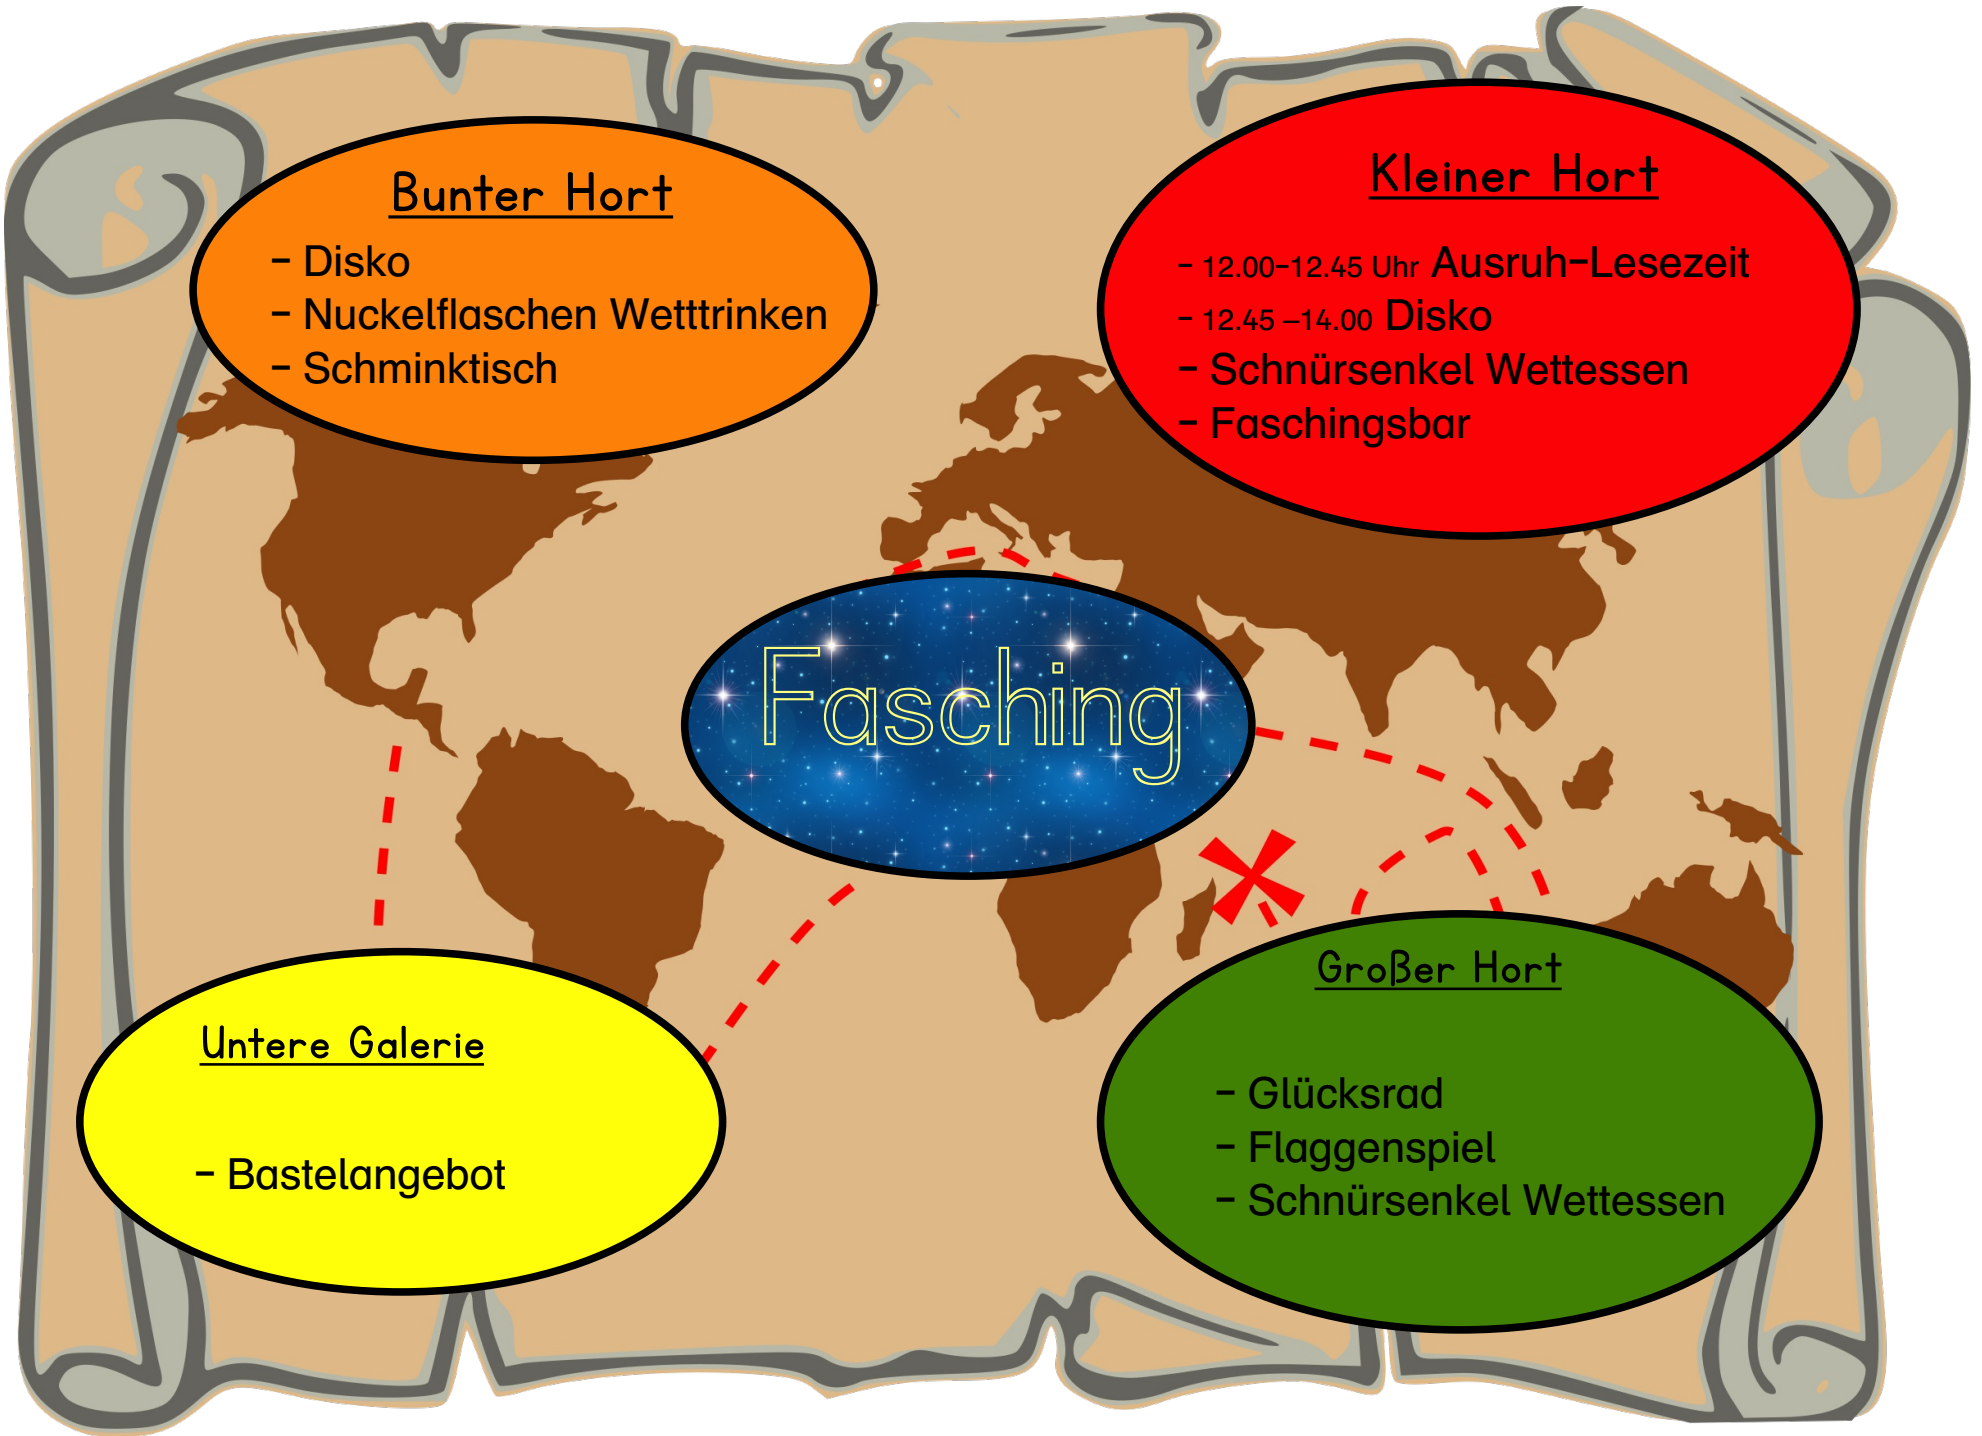 Bunter Hort
- Disko
- Nuckelflaschen Wetttrinken
- Schminktisch
Kleiner Hort
- 12.00-12.45 Uhr Ausruh-Lesezeit
- 12.45 –14.00 Disko
- Schnürsenkel Wettessen
- Faschingsbar
Fasching
Untere Galerie
- Bastelangebot
Großer Hort
- Glücksrad
- Flaggenspiel
- Schnürsenkel Wettessen